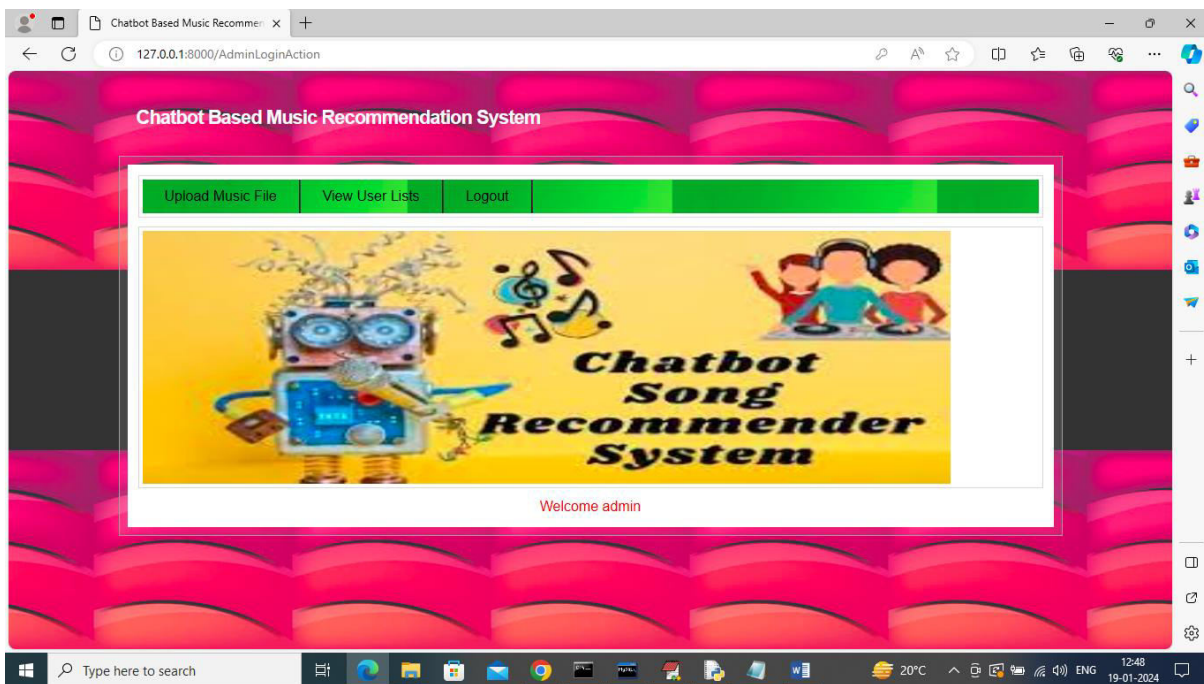 Chatbot Based Music Recommen
127.0.0.1:8000/AdminLoginAction
Chatbot Based Music Recommendation System
Upload Music File
View User Lists
Logout
Chatbot
Song
Recommender
System
Welcome admin
Type here to search
20°C
ENG
12:48
19-01-2024